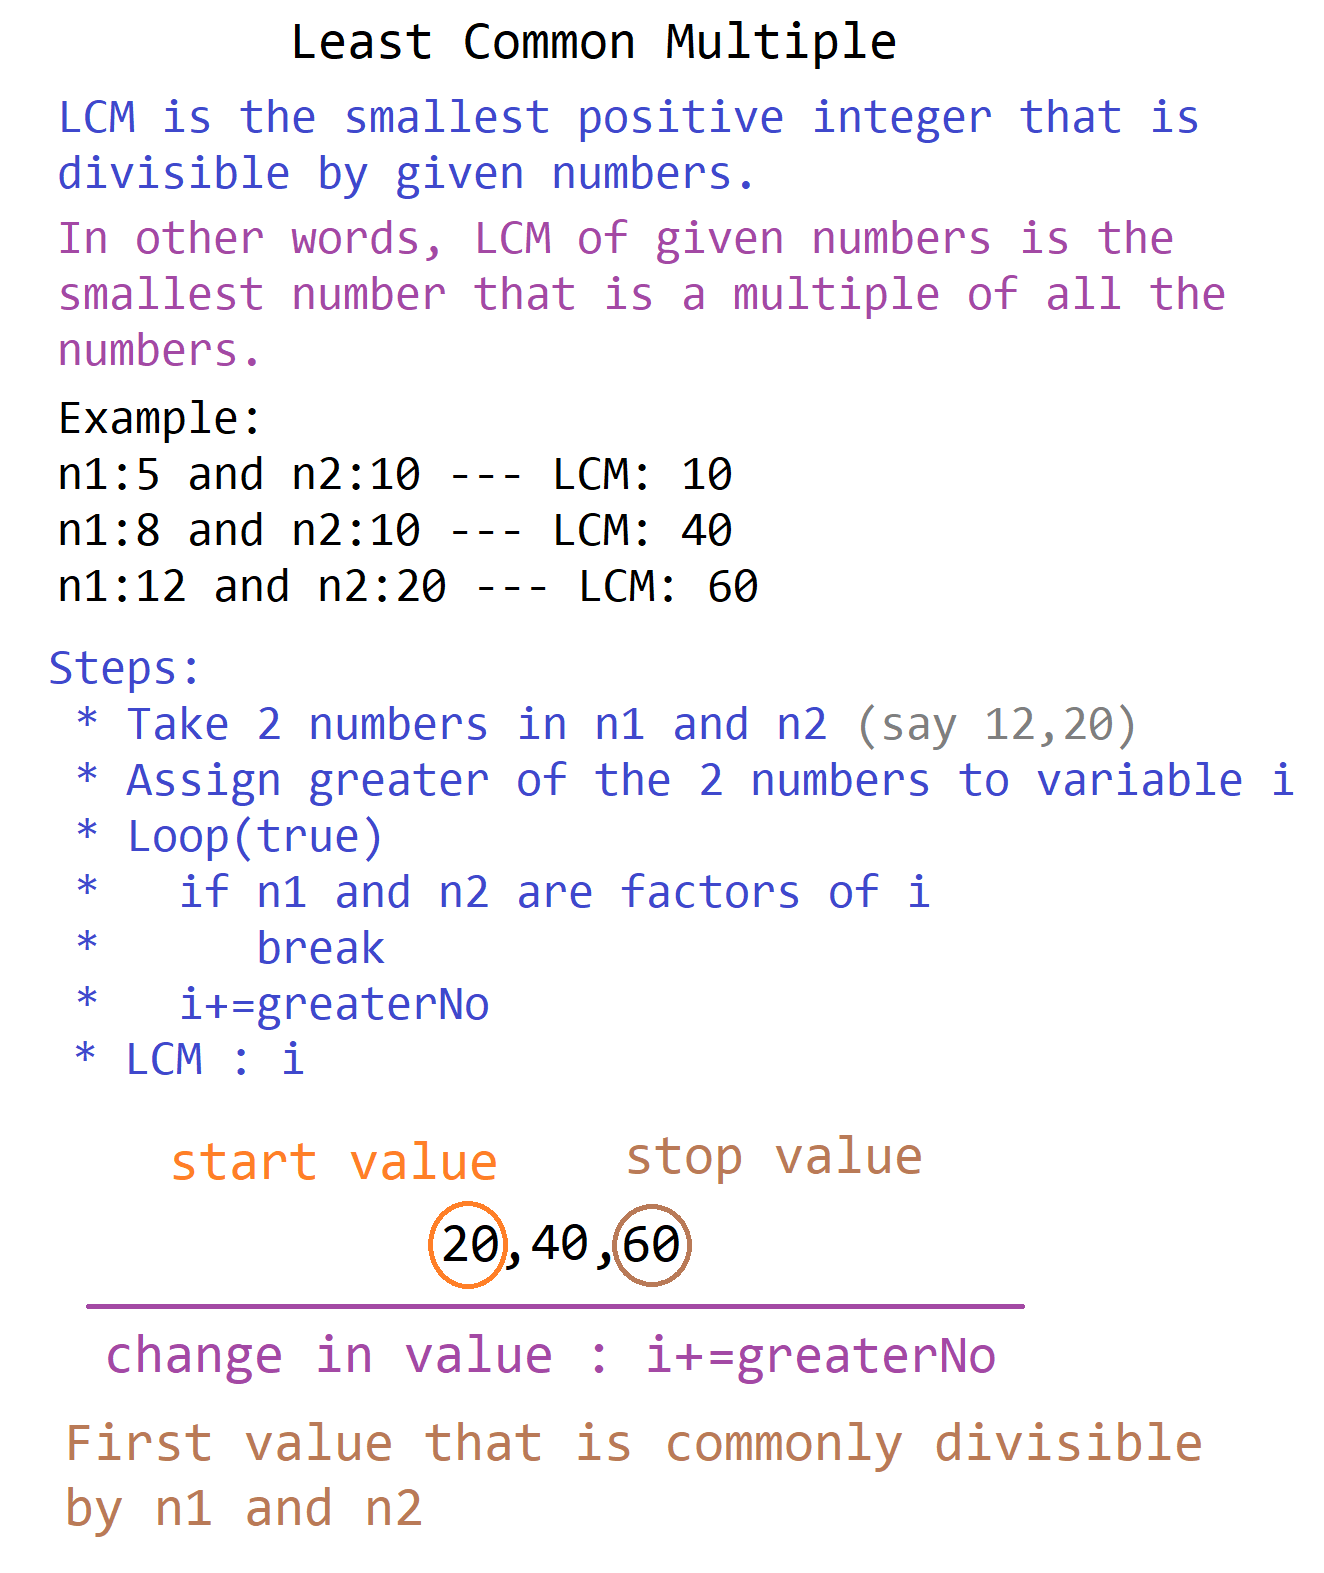 Least Common Multiple
LCM is the smallest positive integer that is
divisible by given numbers.
In other words, LCM of given numbers is the
smallest number that is a multiple of all the
numbers.
Example:
n1:5 and n2:10 --- LCM: 10
n1:8 and n2:10 --- LCM: 40
n1:12 and n2:20 --- LCM: 60
Steps:
* Take 2 numbers in n1 and n2 (say 12,20)
* Assign greater of the 2 numbers to variable i
* Loop(true)
*   if n1 and n2 are factors of i
*      break
*   i+=greaterNo
* LCM : i
start value stop value
20,40,60
change in value : i+=greaterNo
First value that is commonly divisible
by n1 and n2